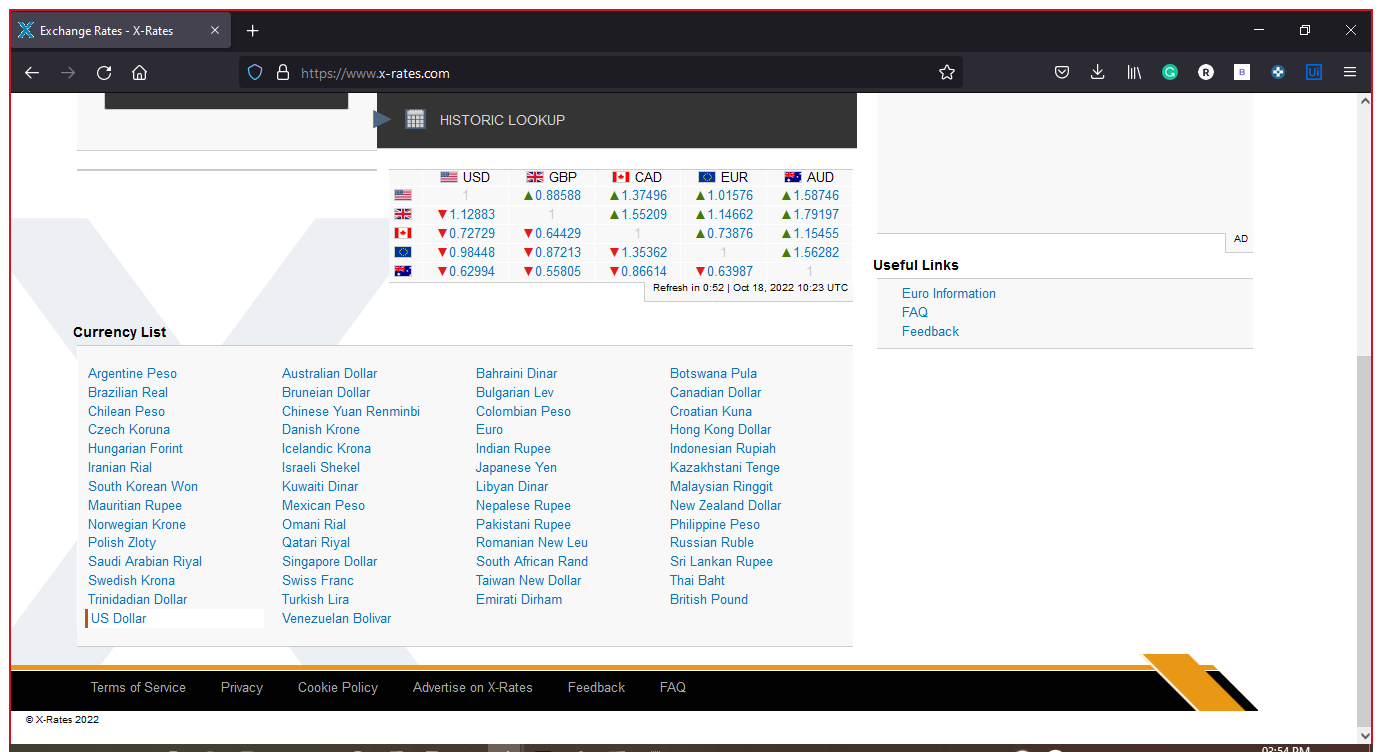 Exchange Rates - X-Rates
https://www.x-rates.com
HISTORIC LOOKUP
USD GBP CAD EUR AUD
1 ▲0.88588 ▲1.37496 ▲1.01576 ▲1.58746
▼1.12883 1 ▲1.55209 ▲1.14662 ▲1.79197
▼0.72729 ▼0.64429 1 ▲0.73876 ▲1.15455
▼0.98448 ▼0.87213 ▼1.35362 1 ▲1.56282
▼0.62994 ▼0.55805 ▼0.86614 ▼0.63987 1
Refresh in 0:52 | Oct 18, 2022 10:23 UTC
AD
Useful Links
Euro Information
FAQ
Feedback
Currency List
Argentine Peso Australian Dollar Bahraini Dinar Botswana Pula
Brazilian Real Bruneian Dollar Bulgarian Lev Canadian Dollar
Chilean Peso Chinese Yuan Renminbi Colombian Peso Croatian Kuna
Czech Koruna Danish Krone Euro Hong Kong Dollar
Hungarian Forint Icelandic Krona Indian Rupee Indonesian Rupiah
Iranian Rial Israeli Shekel Japanese Yen Kazakhstani Tenge
South Korean Won Kuwaiti Dinar Libyan Dinar Malaysian Ringgit
Mauritian Rupee Mexican Peso Nepalese Rupee New Zealand Dollar
Norwegian Krone Omani Rial Pakistani Rupee Philippine Peso
Polish Zloty Qatari Riyal Romanian New Leu Russian Ruble
Saudi Arabian Riyal Singapore Dollar South African Rand Sri Lankan Rupee
Swedish Krona Swiss Franc Taiwan New Dollar Thai Baht
Trinidadian Dollar Turkish Lira Emirati Dirham British Pound
US Dollar Venezuelan Bolivar
Terms of Service Privacy Cookie Policy Advertise on X-Rates Feedback FAQ
© X-Rates 2022
02:54 PM